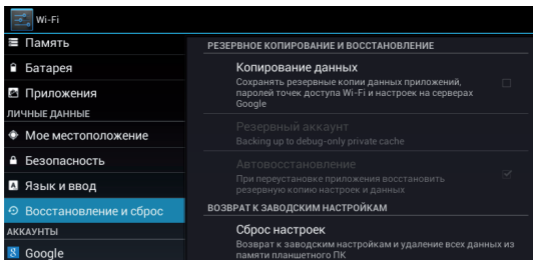 Wi-Fi
Память
Батарея
Приложения
ЛИЧНЫЕ ДАННЫЕ
Мое местоположение
Безопасность
Язык и ввод
Восстановление и сброс
АККАУНТЫ
Google
РЕЗЕРВНОЕ КОПИРОВАНИЕ И ВОССТАНОВЛЕНИЕ
Копирование данных
Сохранять резервные копии данных приложений,
паролей точек доступа Wi-Fi и настроек на серверах
Google
Резервный аккаунт
Backing up to debug-only private cache
Автовосстановление
При переустановке приложения восстановить
резервную копию настроек и данных
ВОЗВРАТ К ЗАВОДСКИМ НАСТРОЙКАМ
Сброс настроек
Возврат к заводским настройкам и удаление всех данных из
памяти планшетного ПК